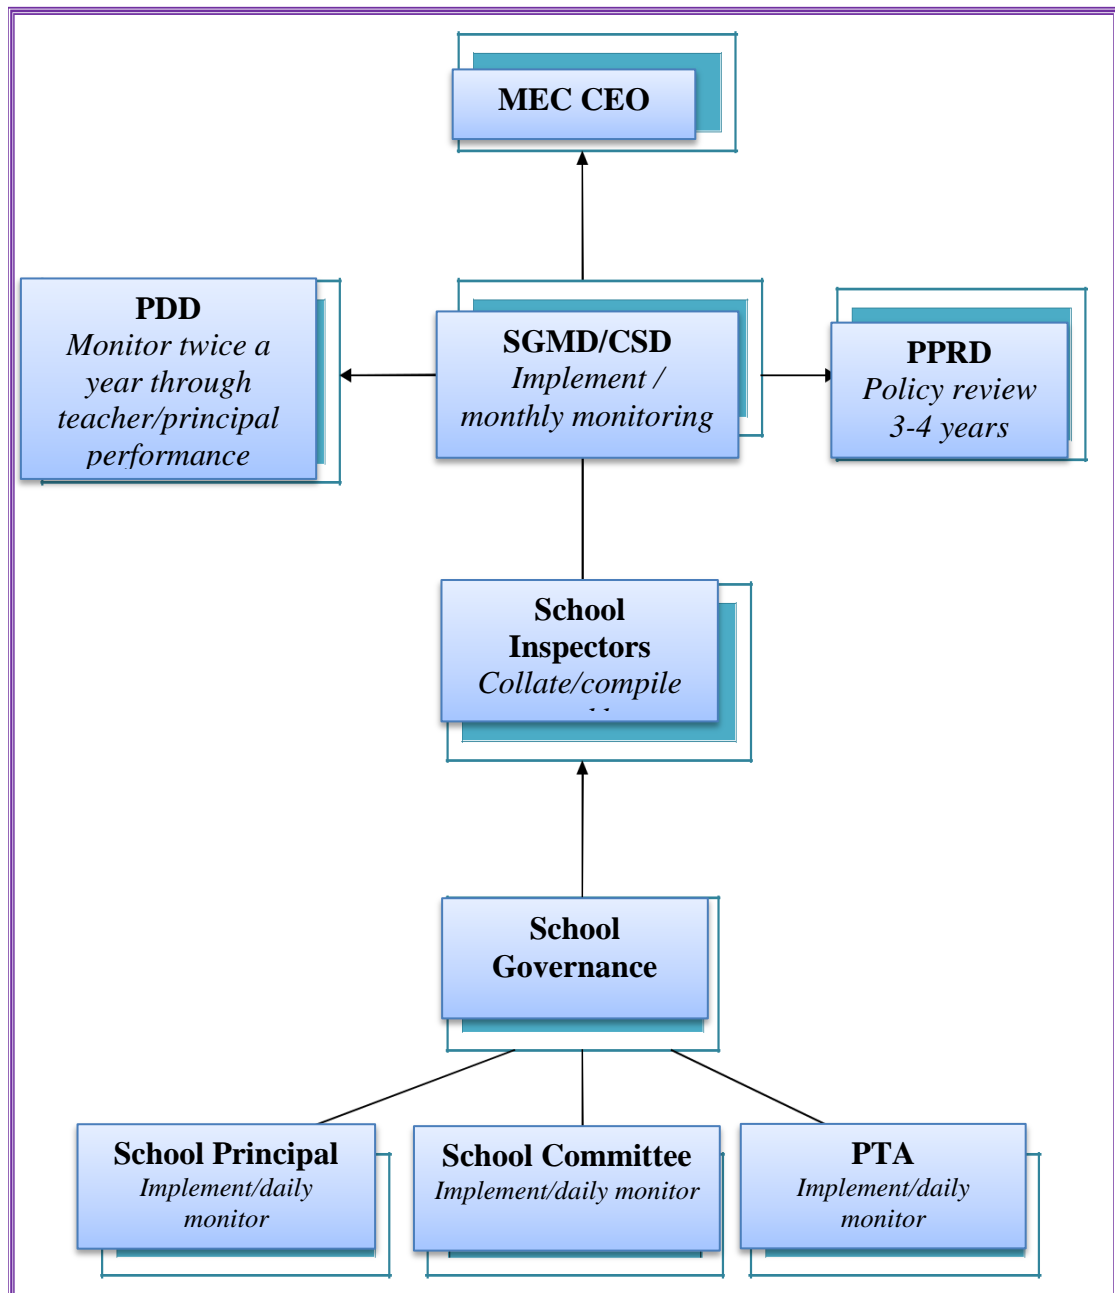 MEC CEO
PDD
Monitor twice a
year through
teacher/principal
performance
SGMD/CSD
Implement /
monthly monitoring
PPRD
Policy review
3-4 years
School
Inspectors
Collate/compile
School
Governance
School Principal
Implement/daily
monitor
School Committee
Implement/daily monitor
PTA
Implement/daily
monitor